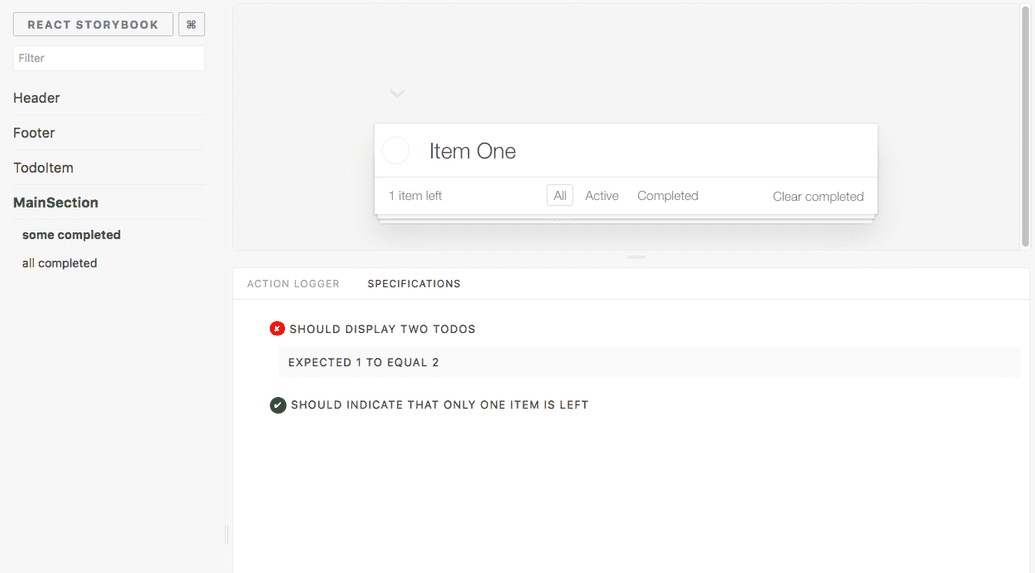 REACT STORYBOOK ⌘
Filter
Header
Footer
TodoItem
MainSection
some completed
all completed
Item One
1 item left All Active Completed Clear completed
ACTION LOGGER SPECIFICATIONS
SHOULD DISPLAY TWO TODOS
EXPECTED 1 TO EQUAL 2
SHOULD INDICATE THAT ONLY ONE ITEM IS LEFT